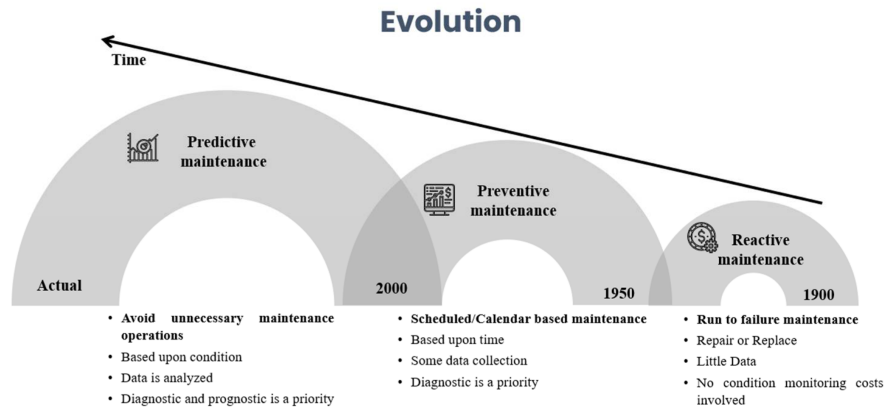 Evolution
Time
Predictive
maintenance
Preventive
maintenance
Reactive
maintenance
Actual
2000
1950
1900
• Avoid unnecessary maintenance
operations
• Based upon condition
• Data is analyzed
• Diagnostic and prognostic is a priority
• Scheduled/Calendar based maintenance
• Based upon time
• Some data collection
• Diagnostic is a priority
• Run to failure maintenance
• Repair or Replace
• Little Data
• No condition monitoring costs
involved